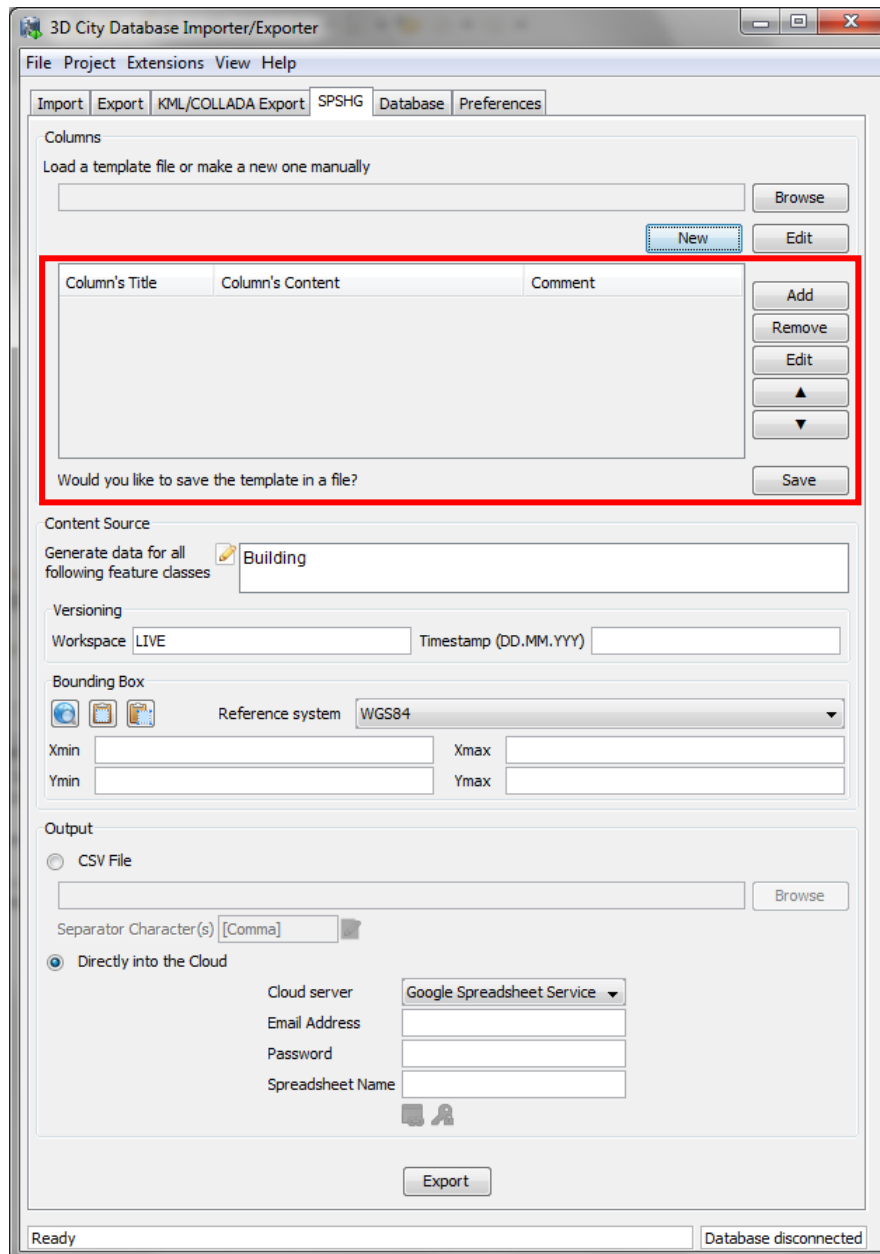 3D City Database Importer/Exporter
File Project Extensions View Help
Import Export KML/COLLADA Export SPSHG Database Preferences
Columns
Load a template file or make a new one manually
Browse
New Edit
Column's Title Column's Content Comment
Add
Remove
Edit
▲
▼
Would you like to save the template in a file? Save
Content Source
Generate data for all
following feature classes
Building
Versioning
Workspace LIVE Timestamp (DD.MM.YYY)
Bounding Box
Reference system WGS84
Xmin Xmax
Ymin Ymax
Output
CSV File
Browse
Separator Character(s) [Comma]
Directly into the Cloud
Cloud server Google Spreadsheet Service
Email Address
Password
Spreadsheet Name
Export
Ready Database disconnected